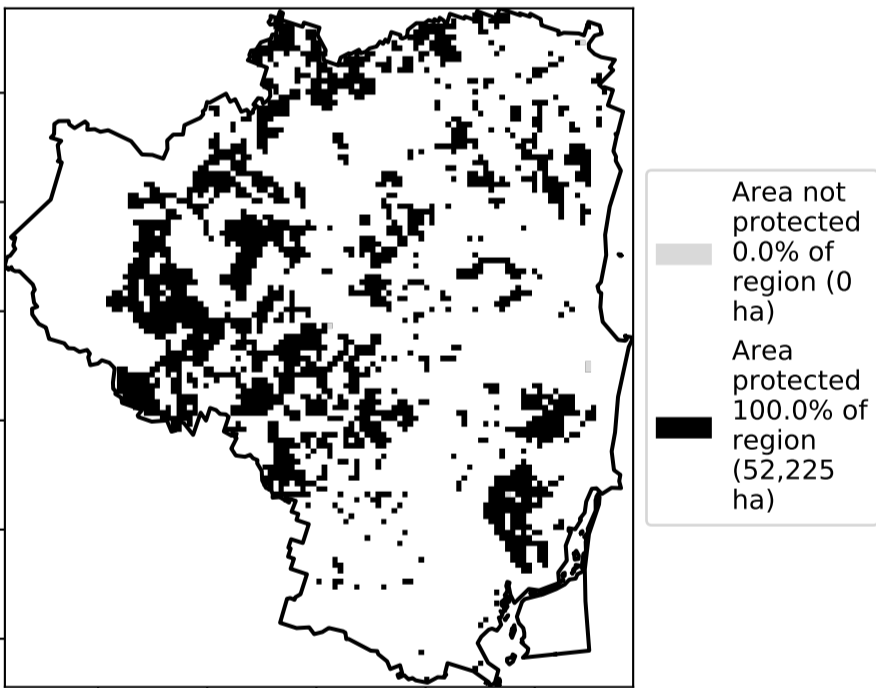 Area not
protected
0.0% of
region (0
ha)
Area
protected
100.0% of
region
(52,225
ha)